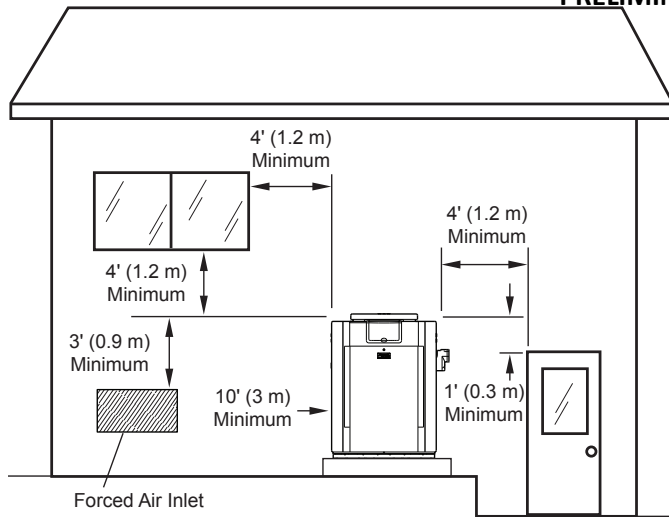 4' (1.2 m)
Minimum
4' (1.2 m)
Minimum
4' (1.2 m)
Minimum
3' (0.9 m)
Minimum
10' (3 m)
Minimum
1' (0.3 m)
Minimum
Forced Air Inlet